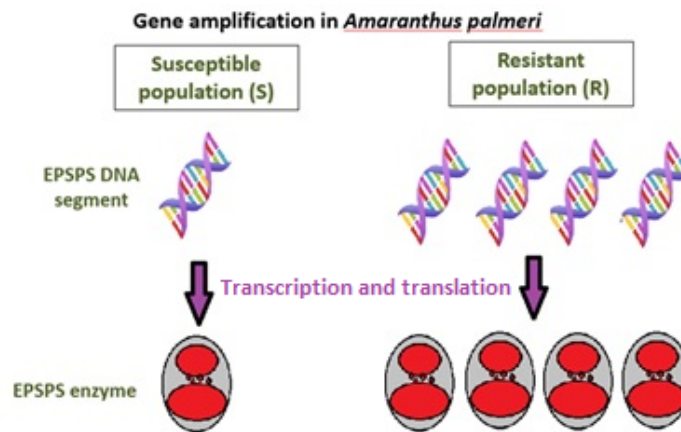 Gene amplification in Amaranthus palmeri
Susceptible
population (S)
Resistant
population (R)
EPSPS DNA
segment
Transcription and translation
EPSPS enzyme